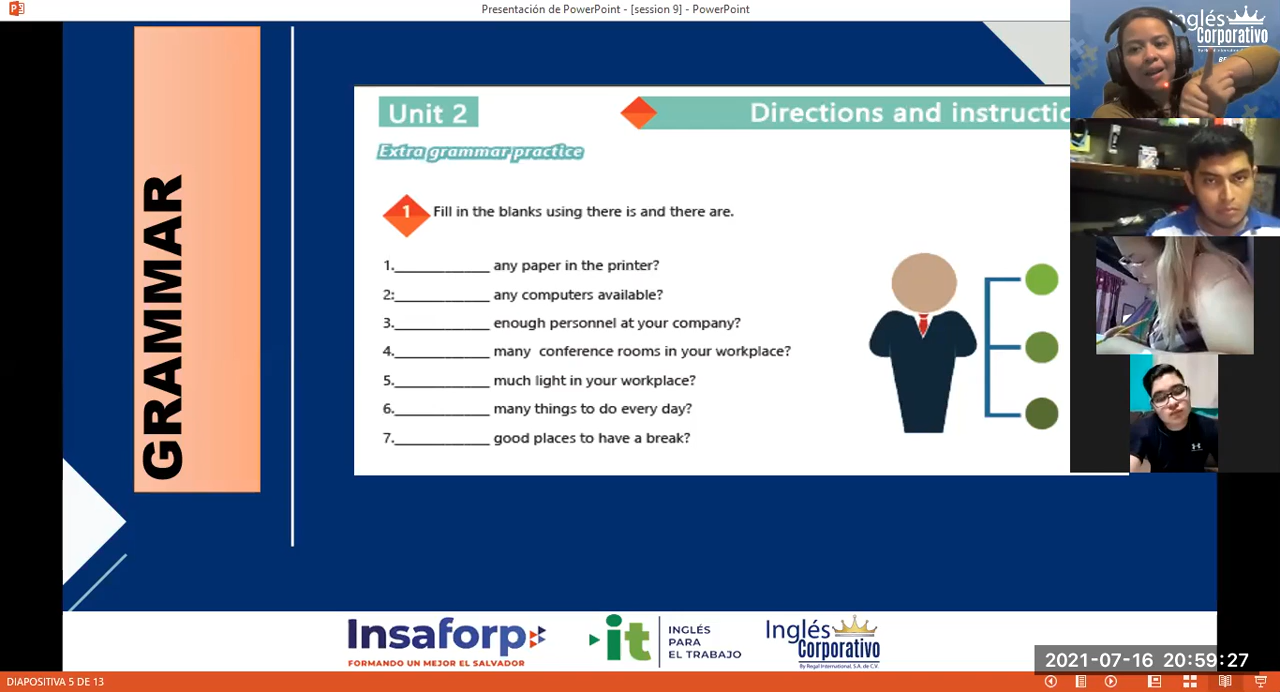 Presentación de PowerPoint - [session 9] - PowerPoint
Inglés
Corporativo
GRAMMAR
Unit 2
Directions and instructio
Extra grammar practice
1 Fill in the blanks using there is and there are.
1.____________ any paper in the printer?
2:____________ any computers available?
3.____________ enough personnel at your company?
4.____________ many conference rooms in your workplace?
5.____________ much light in your workplace?
6.____________ many things to do every day?
7.____________ good places to have a break?
Insaforp
FORMANDO UN MEJOR EL SALVADOR
it
INGLÉS
PARA
EL TRABAJO
Inglés
Corporativo
By Regal International, S.A. de C.V.
2021-07-16 20:59:27
DIAPOSITIVA 5 DE 13